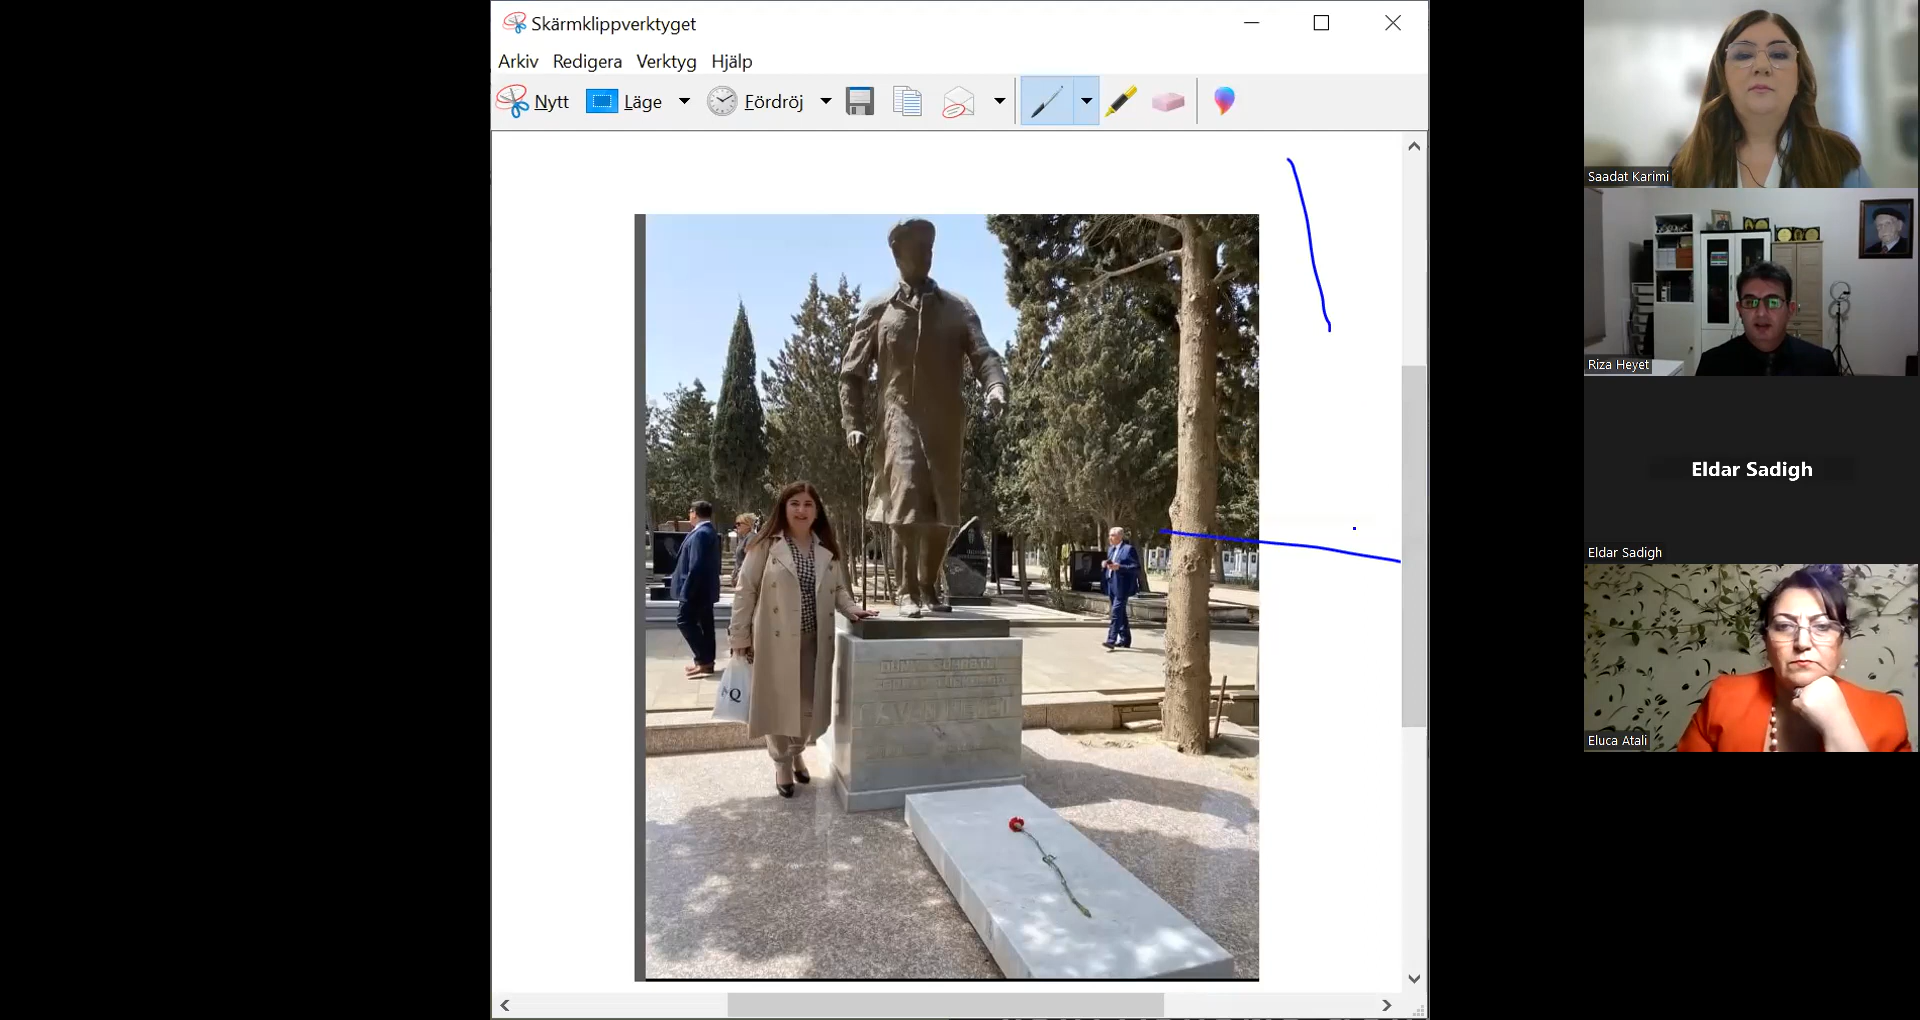 Skärmklippverktyget
Arkiv Redigera Verktyg Hjälp
Nytt Läge Fördröj
Saadat Karimi
Riza Heyet
Eldar Sadigh
Eldar Sadigh
Eluca Atali
Q